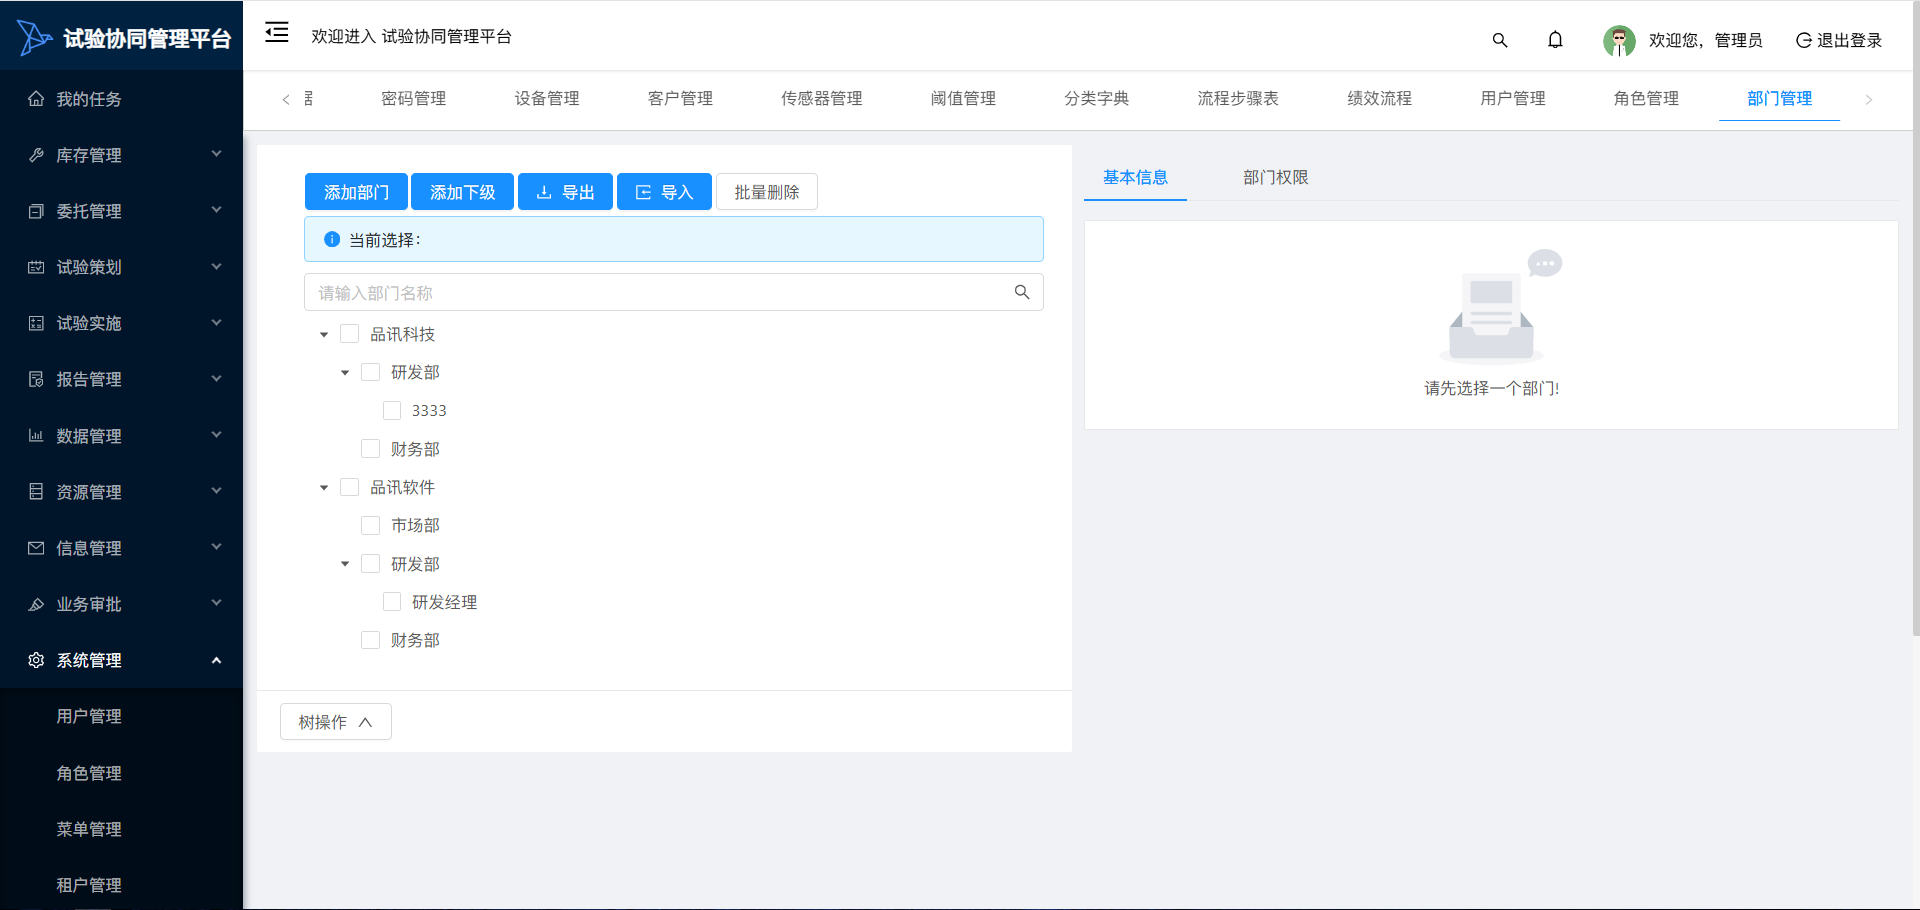 试验协同管理平台
欢迎进入 试验协同管理平台
欢迎您，管理员
退出登录
密码管理
设备管理
客户管理
传感器管理
阈值管理
分类字典
流程步骤表
绩效流程
用户管理
角色管理
部门管理
我的任务
库存管理
委托管理
试验策划
试验实施
报告管理
数据管理
资源管理
信息管理
业务审批
系统管理
用户管理
角色管理
菜单管理
租户管理
添加部门
添加下级
导出
导入
批量删除
当前选择：
请输入部门名称
品讯科技
研发部
3333
财务部
品讯软件
市场部
研发部
研发经理
财务部
树操作
基本信息
部门权限
请先选择一个部门!